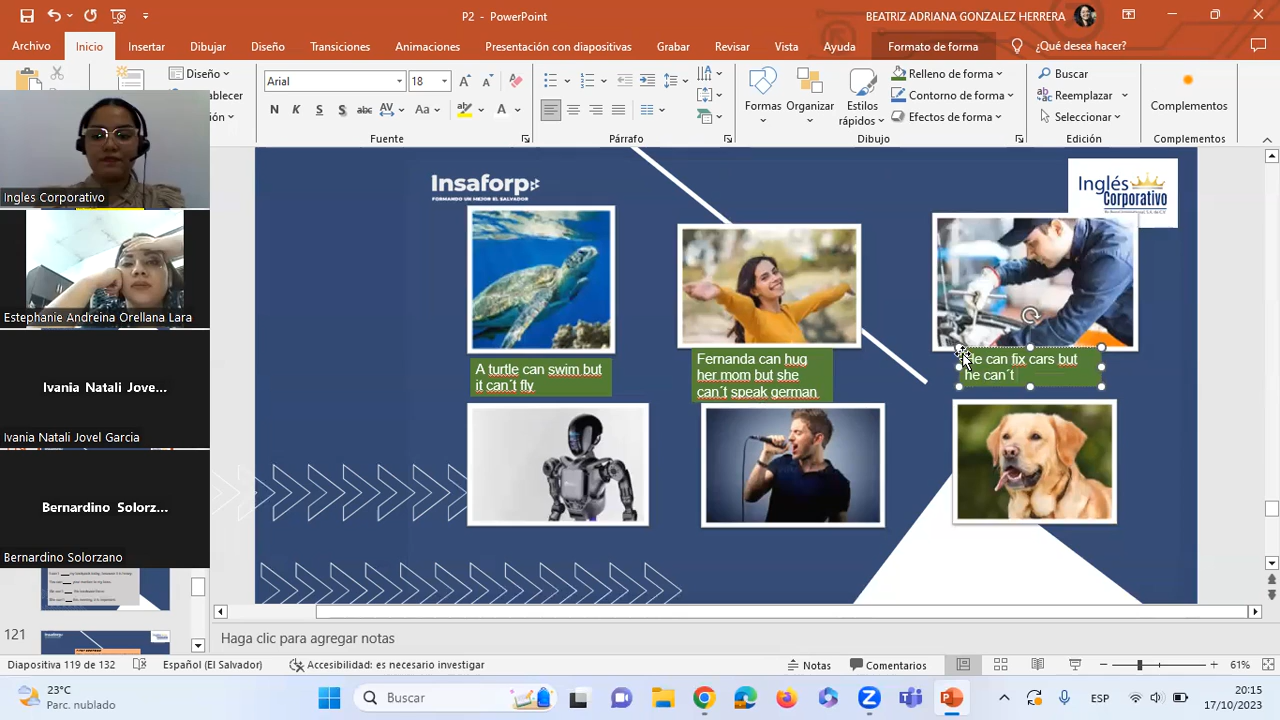 P2 - PowerPoint
BEATRIZ ADRIANA GONZALEZ HERRERA
Archivo Inicio Insertar Dibujar Diseño Transiciones Animaciones Presentación con diapositivas Grabar Revisar Vista Ayuda Formato de forma ¿Qué desea hacer?
Diseño
Arial 18
N K S S abc AV Aa A
Fuente
Párrafo
Formas Organizar Estilos rápidos
Relleno de forma
Contorno de forma
Efectos de forma
Dibujo
Buscar
Reemplazar
Seleccionar
Edición
Complementos
Complementos
Ingles Corporativo
Estephanie Andreina Orellana Lara
Ivania Natali Jove...
Ivania Natali Jovel Garcia
Bernardino Solorz...
Bernardino Solorzano
Insaforp
FORMANDO UN MEJOR EL SALVADOR
Inglés
Corporativo
A turtle can swim but
it can´t fly
Fernanda can hug
her mom but she
can´t speak german
He can fix cars but
he can´t
121
Haga clic para agregar notas
Diapositiva 119 de 132 Español (El Salvador) Accesibilidad: es necesario investigar Notas Comentarios 61%
23°C
Parc. nublado
Buscar
ESP
20:15
17/10/2023